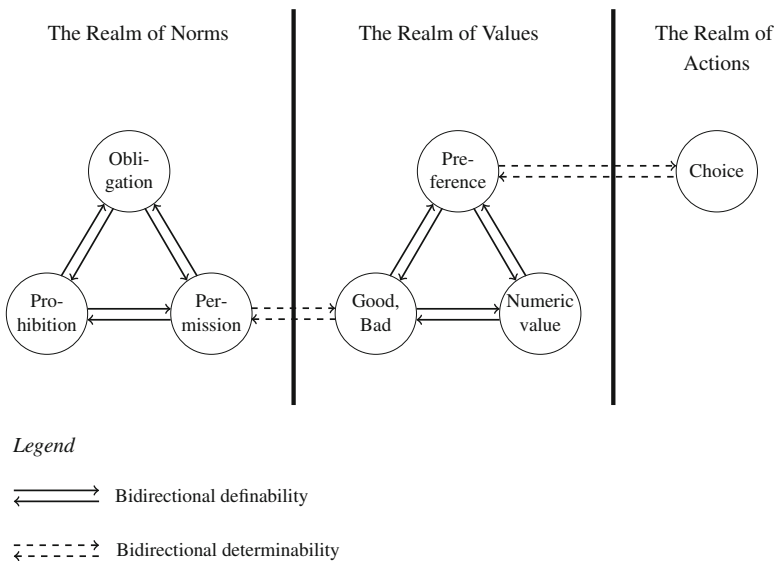 The Realm of Norms
The Realm of Values
The Realm of
Actions
Obli-
gation
Pre-
ference
Choice
Pro-
hibition
Per-
mission
Good,
Bad
Numeric
value
Legend
Bidirectional definability
Bidirectional determinability